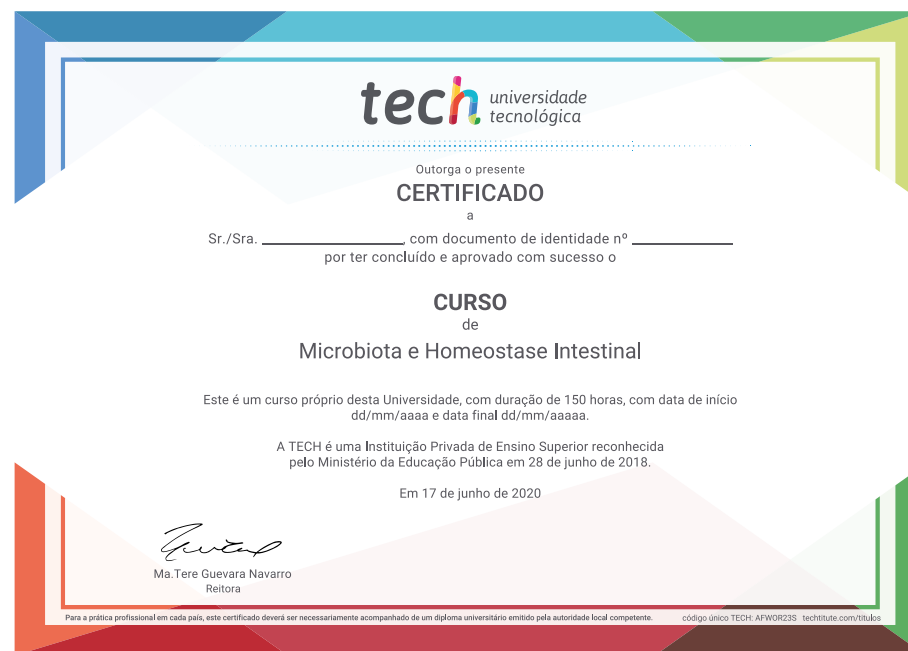 tech universidade
tecnológica
Outorga o presente
CERTIFICADO
a
Sr./Sra. ________________, com documento de identidade nº ____________
por ter concluído e aprovado com sucesso o
CURSO
de
Microbiota e Homeostase Intestinal
Este é um curso próprio desta Universidade, com duração de 150 horas, com data de início
dd/mm/aaaa e data final dd/mm/aaaaa.
A TECH é uma Instituição Privada de Ensino Superior reconhecida
pelo Ministério da Educação Pública em 28 de junho de 2018.
Em 17 de junho de 2020
Ma.Tere Guevara Navarro
Reitora
Para a prática profissional em cada país, este certificado deverá ser necessariamente acompanhado de um diploma universitário emitido pela autoridade local competente. código único TECH: AFWOR23S techtitute.com/titulos